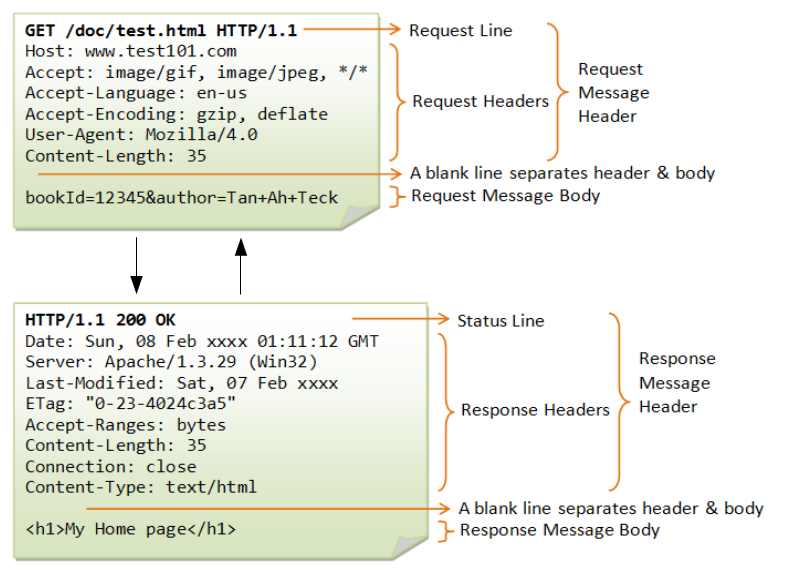 GET /doc/test.html HTTP/1.1
Host: www.test101.com
Accept: image/gif, image/jpeg, */*
Accept-Language: en-us
Accept-Encoding: gzip, deflate
User-Agent: Mozilla/4.0
Content-Length: 35
bookId=12345&author=Tan+Ah+Teck
Request Line
Request Headers
Request
Message
Header
A blank line separates header & body
Request Message Body
HTTP/1.1 200 OK
Date: Sun, 08 Feb xxxx 01:11:12 GMT
Server: Apache/1.3.29 (Win32)
Last-Modified: Sat, 07 Feb xxxx
ETag: "0-23-4024c3a5"
Accept-Ranges: bytes
Content-Length: 35
Connection: close
Content-Type: text/html
<h1>My Home page</h1>
Status Line
Response Headers
Response
Message
Header
A blank line separates header & body
Response Message Body